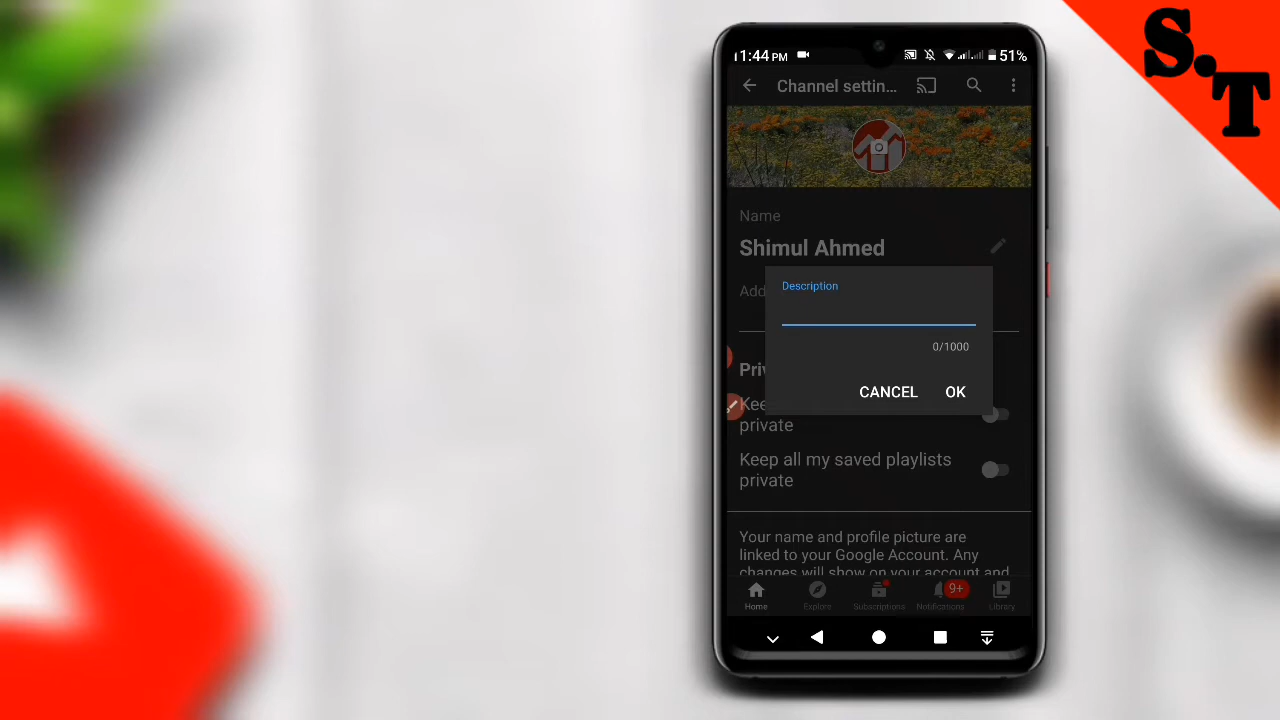 S.T
11:44 PM 51%
Channel settin...
Name
Shimul Ahmed
Add
Description
0/1000
CANCEL OK
Pri
Kee
private
Keep all my saved playlists
private
Your name and profile picture are
linked to your Google Account. Any
changes will show on your account and
Home Explore Subscriptions Notifications 9+ Library